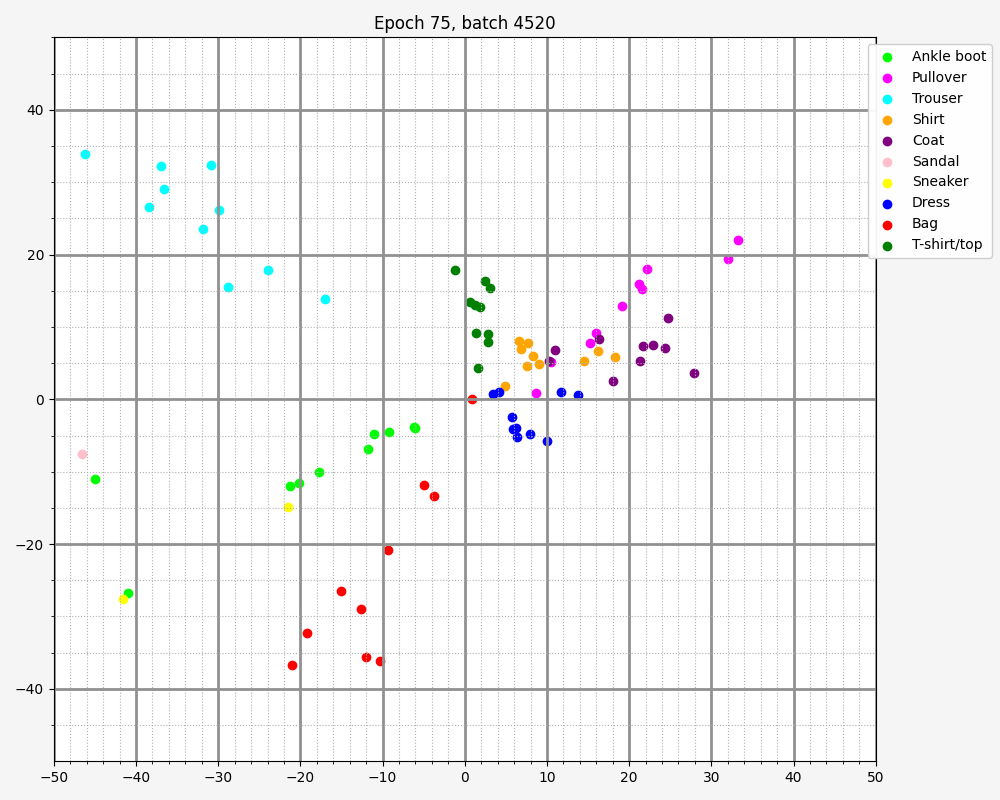 Epoch 75, batch 4520
Ankle boot
Pullover
Trouser
Shirt
Coat
Sandal
Sneaker
Dress
Bag
T-shirt/top
40
20
0
−20
−40
−50 −40 −30 −20 −10 0 10 20 30 40 50